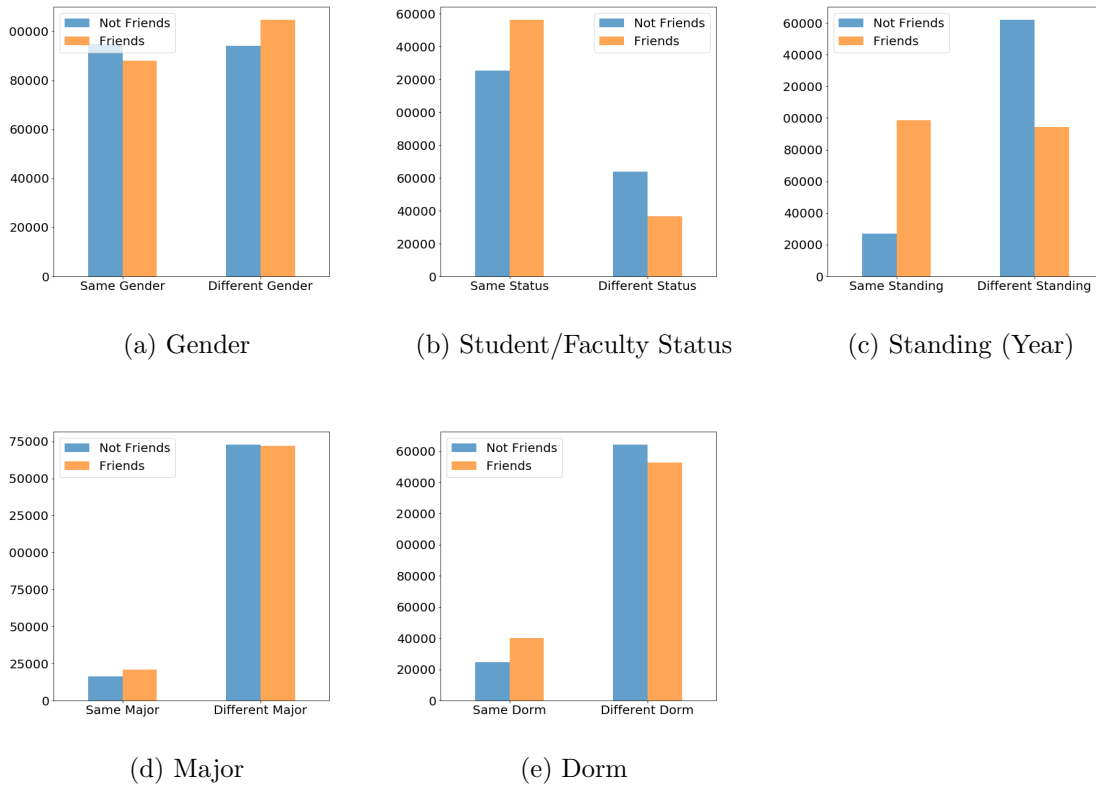 Not Friends
Friends
00000
80000
60000
40000
20000
0
Same Gender Different Gender
(a) Gender
Not Friends
Friends
60000
40000
20000
00000
80000
60000
40000
20000
0
Same Status Different Status
(b) Student/Faculty Status
Not Friends
Friends
60000
40000
20000
00000
80000
60000
40000
20000
0
Same Standing Different Standing
(c) Standing (Year)
Not Friends
Friends
75000
50000
25000
00000
75000
50000
25000
0
Same Major Different Major
(d) Major
Not Friends
Friends
60000
40000
20000
00000
80000
60000
40000
20000
0
Same Dorm Different Dorm
(e) Dorm